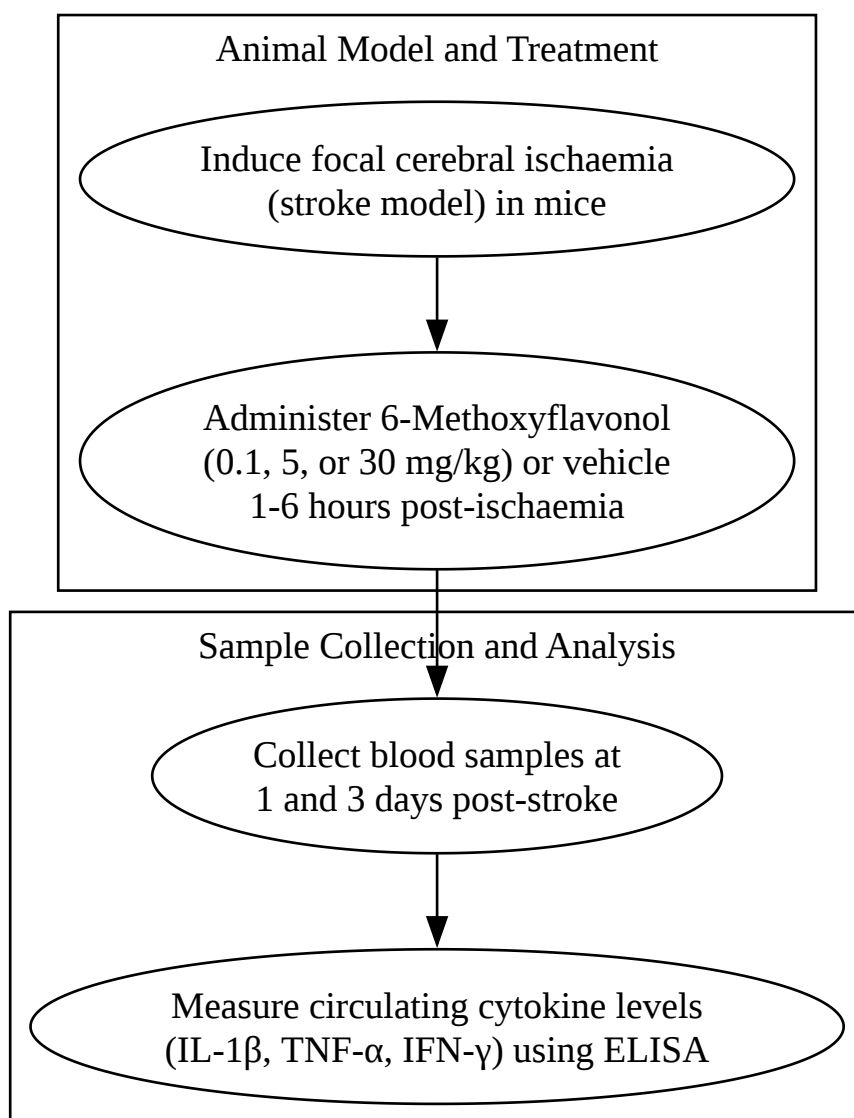 Animal Model and Treatment
Induce focal cerebral ischaemia
(stroke model) in mice
Administer 6-Methoxyflavonol
(0.1, 5, or 30 mg/kg) or vehicle
1-6 hours post-ischaemia
Sample Collection and Analysis
Collect blood samples at
1 and 3 days post-stroke
Measure circulating cytokine levels
(IL-1β, TNF-α, IFN-γ) using ELISA